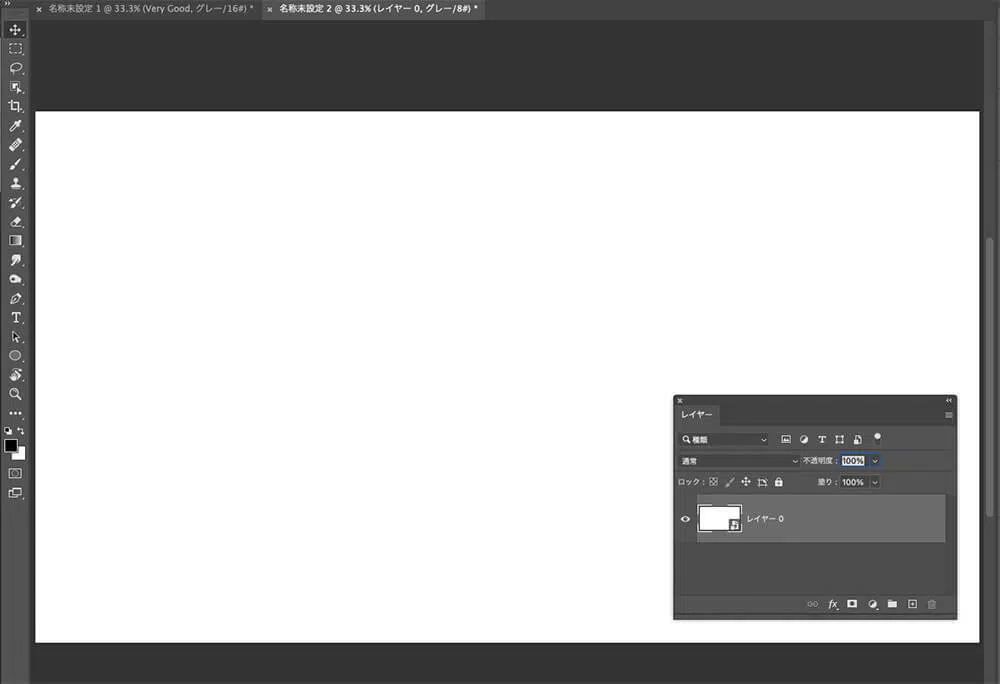 名称未設定 1 @ 33.3% (Very Good, グレー/16#) *
名称未設定 2 @ 33.3% (レイヤー 0, グレー/8#) *
レイヤー
種類
通常 不透明度: 100%
ロック: 塗り: 100%
レイヤー 0
fx